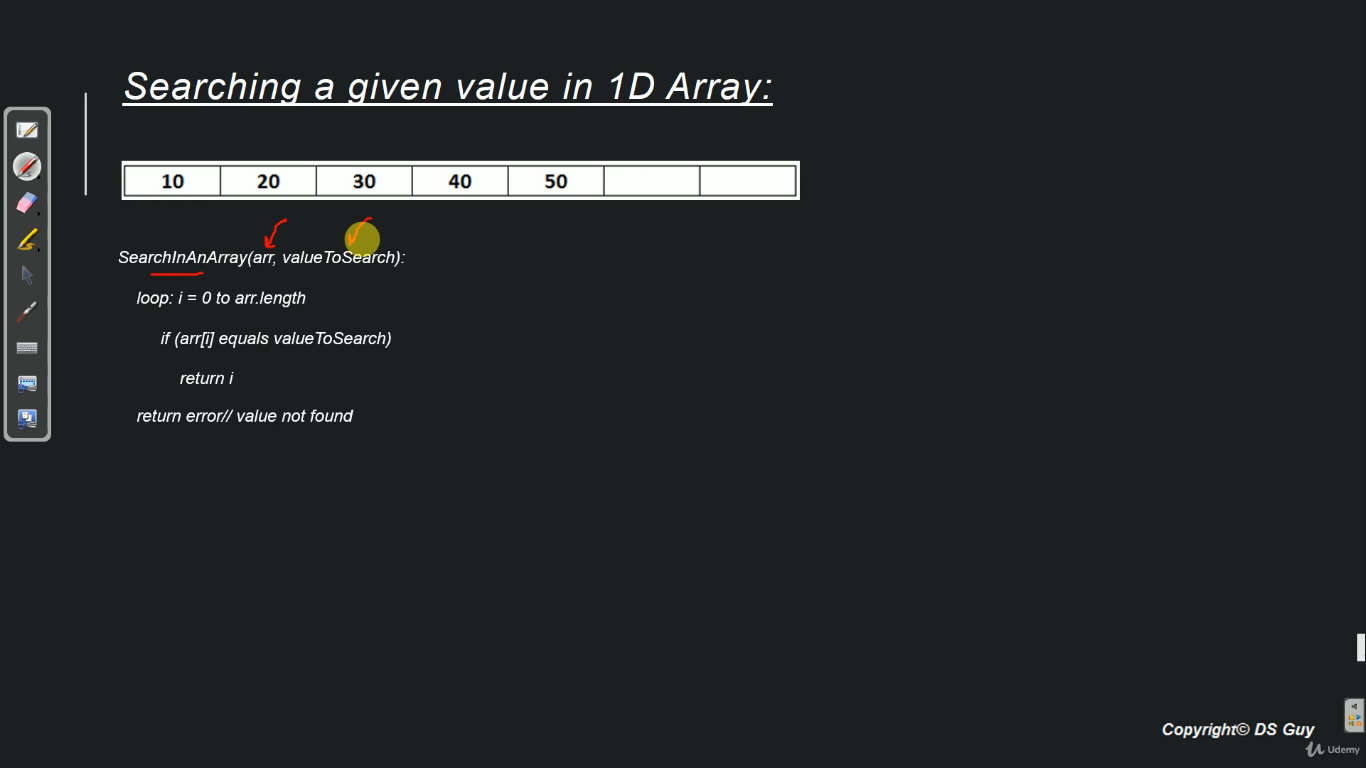 Searching a given value in 1D Array:
10 20 30 40 50
SearchInAnArray(arr, valueToSearch):
loop: i = 0 to arr.length
if (arr[i] equals valueToSearch)
return i
return error// value not found
Copyright© DS Guy
Udemy